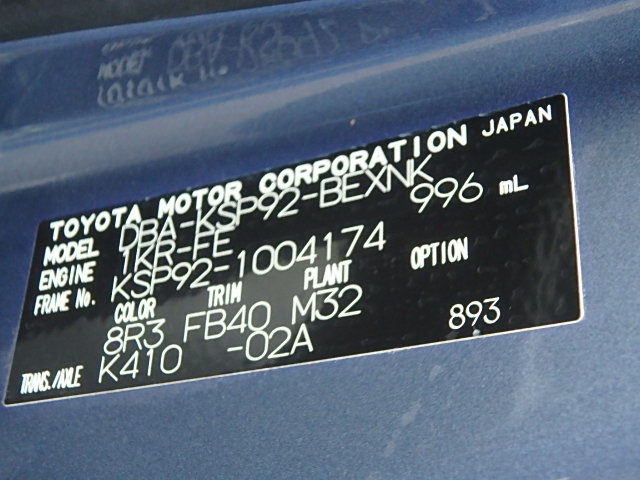 TOYOTA MOTOR CORPORATION JAPAN
MODEL DBA-KSP92-BEXNK
ENGINE 1KR-FE 996 mL
FRAME No. KSP92-1004174
COLOR TRIM PLANT OPTION
8R3 FB40 M32 893
TRANS./AXLE K410 -02A